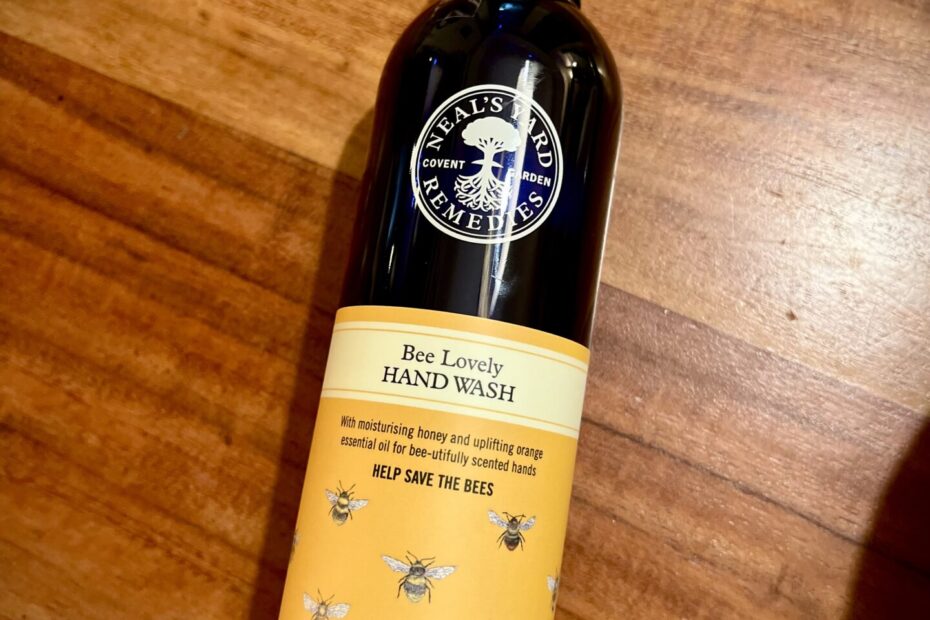 NEAL'S YARD
COVENT GARDEN
REMEDIES
Bee Lovely
HAND WASH
With moisturising honey and uplifting orange
essential oil for bee-utifully scented hands
HELP SAVE THE BEES